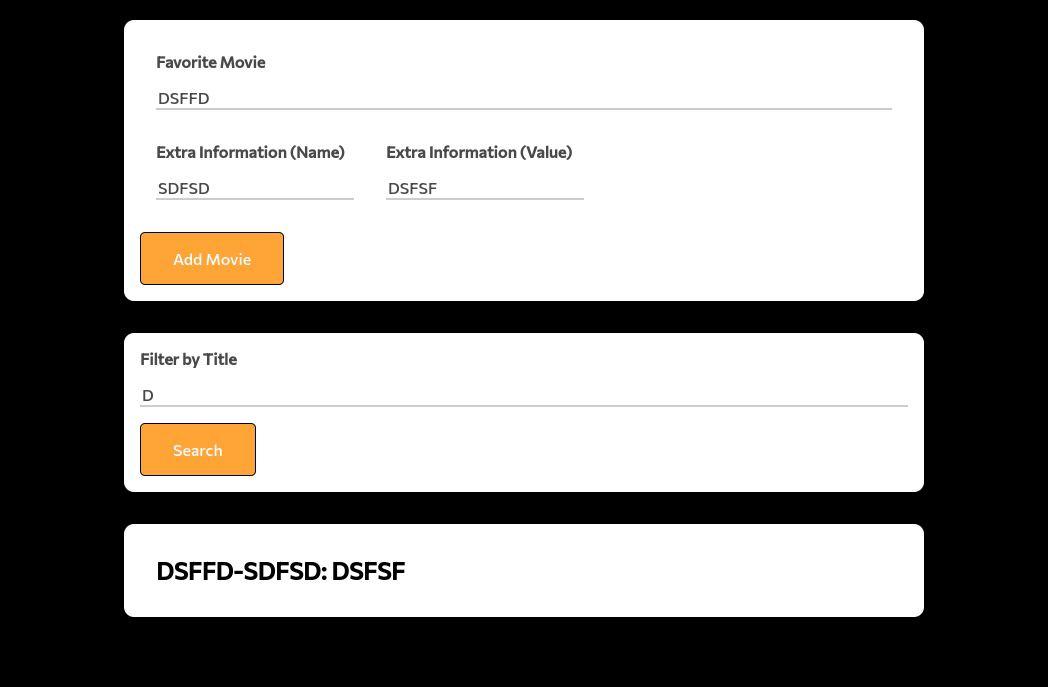 Favorite Movie
DSFFD
Extra Information (Name) Extra Information (Value)
SDFSD DSFSF
Add Movie
Filter by Title
D
Search
DSFFD-SDFSD: DSFSF